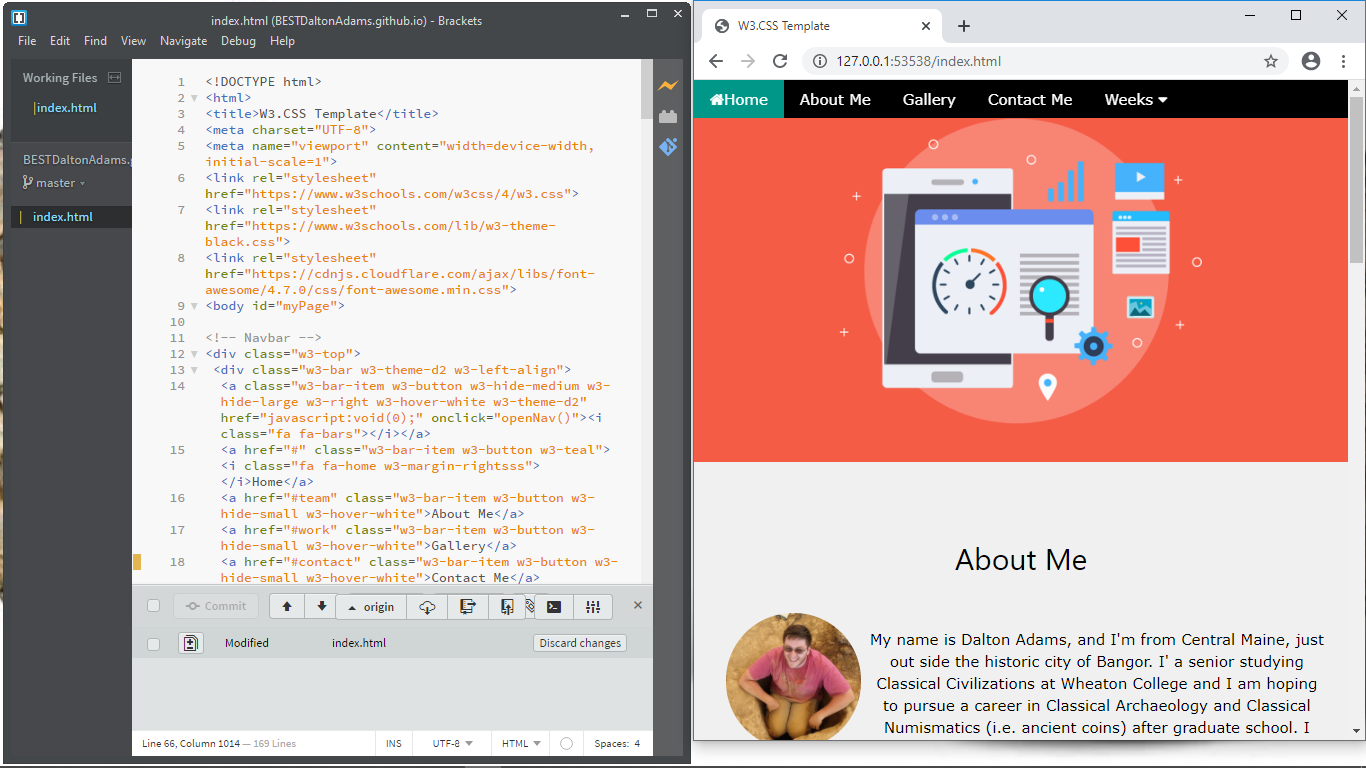 index.html (BESTDaltonAdams.github.io) - Brackets
File Edit Find View Navigate Debug Help
Working Files
index.html
BESTDaltonAdams.
master
index.html
1 <!DOCTYPE html>
2 <html>
3 <title>W3.CSS Template</title>
4 <meta charset="UTF-8">
5 <meta name="viewport" content="width=device-width,
initial-scale=1">
6 <link rel="stylesheet"
href="https://www.w3schools.com/w3css/4/w3.css">
7 <link rel="stylesheet"
href="https://www.w3schools.com/lib/w3-theme-
black.css">
8 <link rel="stylesheet"
href="https://cdnjs.cloudflare.com/ajax/libs/font-
awesome/4.7.0/css/font-awesome.min.css">
9 <body id="myPage">
10
11 <!-- Navbar -->
12 <div class="w3-top">
13 <div class="w3-bar w3-theme-d2 w3-left-align">
14 <a class="w3-bar-item w3-button w3-hide-medium w3-
hide-large w3-right w3-hover-white w3-theme-d2"
href="javascript:void(0);" onclick="openNav()"><i
class="fa fa-bars"></i></a>
15 <a href="#" class="w3-bar-item w3-button w3-teal">
<i class="fa fa-home w3-margin-rightsss">
</i>Home</a>
16 <a href="#team" class="w3-bar-item w3-button w3-
hide-small w3-hover-white">About Me</a>
17 <a href="#work" class="w3-bar-item w3-button w3-
hide-small w3-hover-white">Gallery</a>
18 <a href="#contact" class="w3-bar-item w3-button w3-
hide-small w3-hover-white">Contact Me</a>
Commit origin
Modified index.html Discard changes
Line 66, Column 1014 — 169 Lines INS UTF-8 HTML Spaces: 4
W3.CSS Template
127.0.0.1:53538/index.html
Home About Me Gallery Contact Me Weeks
About Me
My name is Dalton Adams, and I'm from Central Maine, just
out side the historic city of Bangor. I' a senior studying
Classical Civilizations at Wheaton College and I am hoping
to pursue a career in Classical Archaeology and Classical
Numismatics (i.e. ancient coins) after graduate school. I